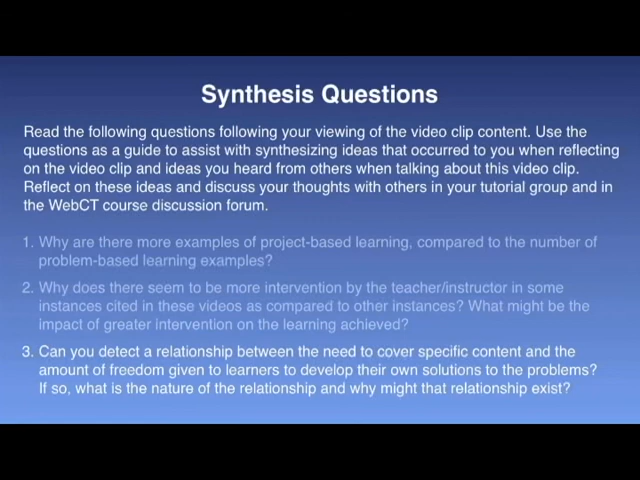 Synthesis Questions
Read the following questions following your viewing of the video clip content. Use the
questions as a guide to assist with synthesizing ideas that occurred to you when reflecting
on the video clip and ideas you heard from others when talking about this video clip.
Reflect on these ideas and discuss your thoughts with others in your tutorial group and in
the WebCT course discussion forum.
1. Why are there more examples of project-based learning, compared to the number of
problem-based learning examples?
2. Why does there seem to be more intervention by the teacher/instructor in some
instances cited in these videos as compared to other instances? What might be the
impact of greater intervention on the learning achieved?
3. Can you detect a relationship between the need to cover specific content and the
amount of freedom given to learners to develop their own solutions to the problems?
If so, what is the nature of the relationship and why might that relationship exist?